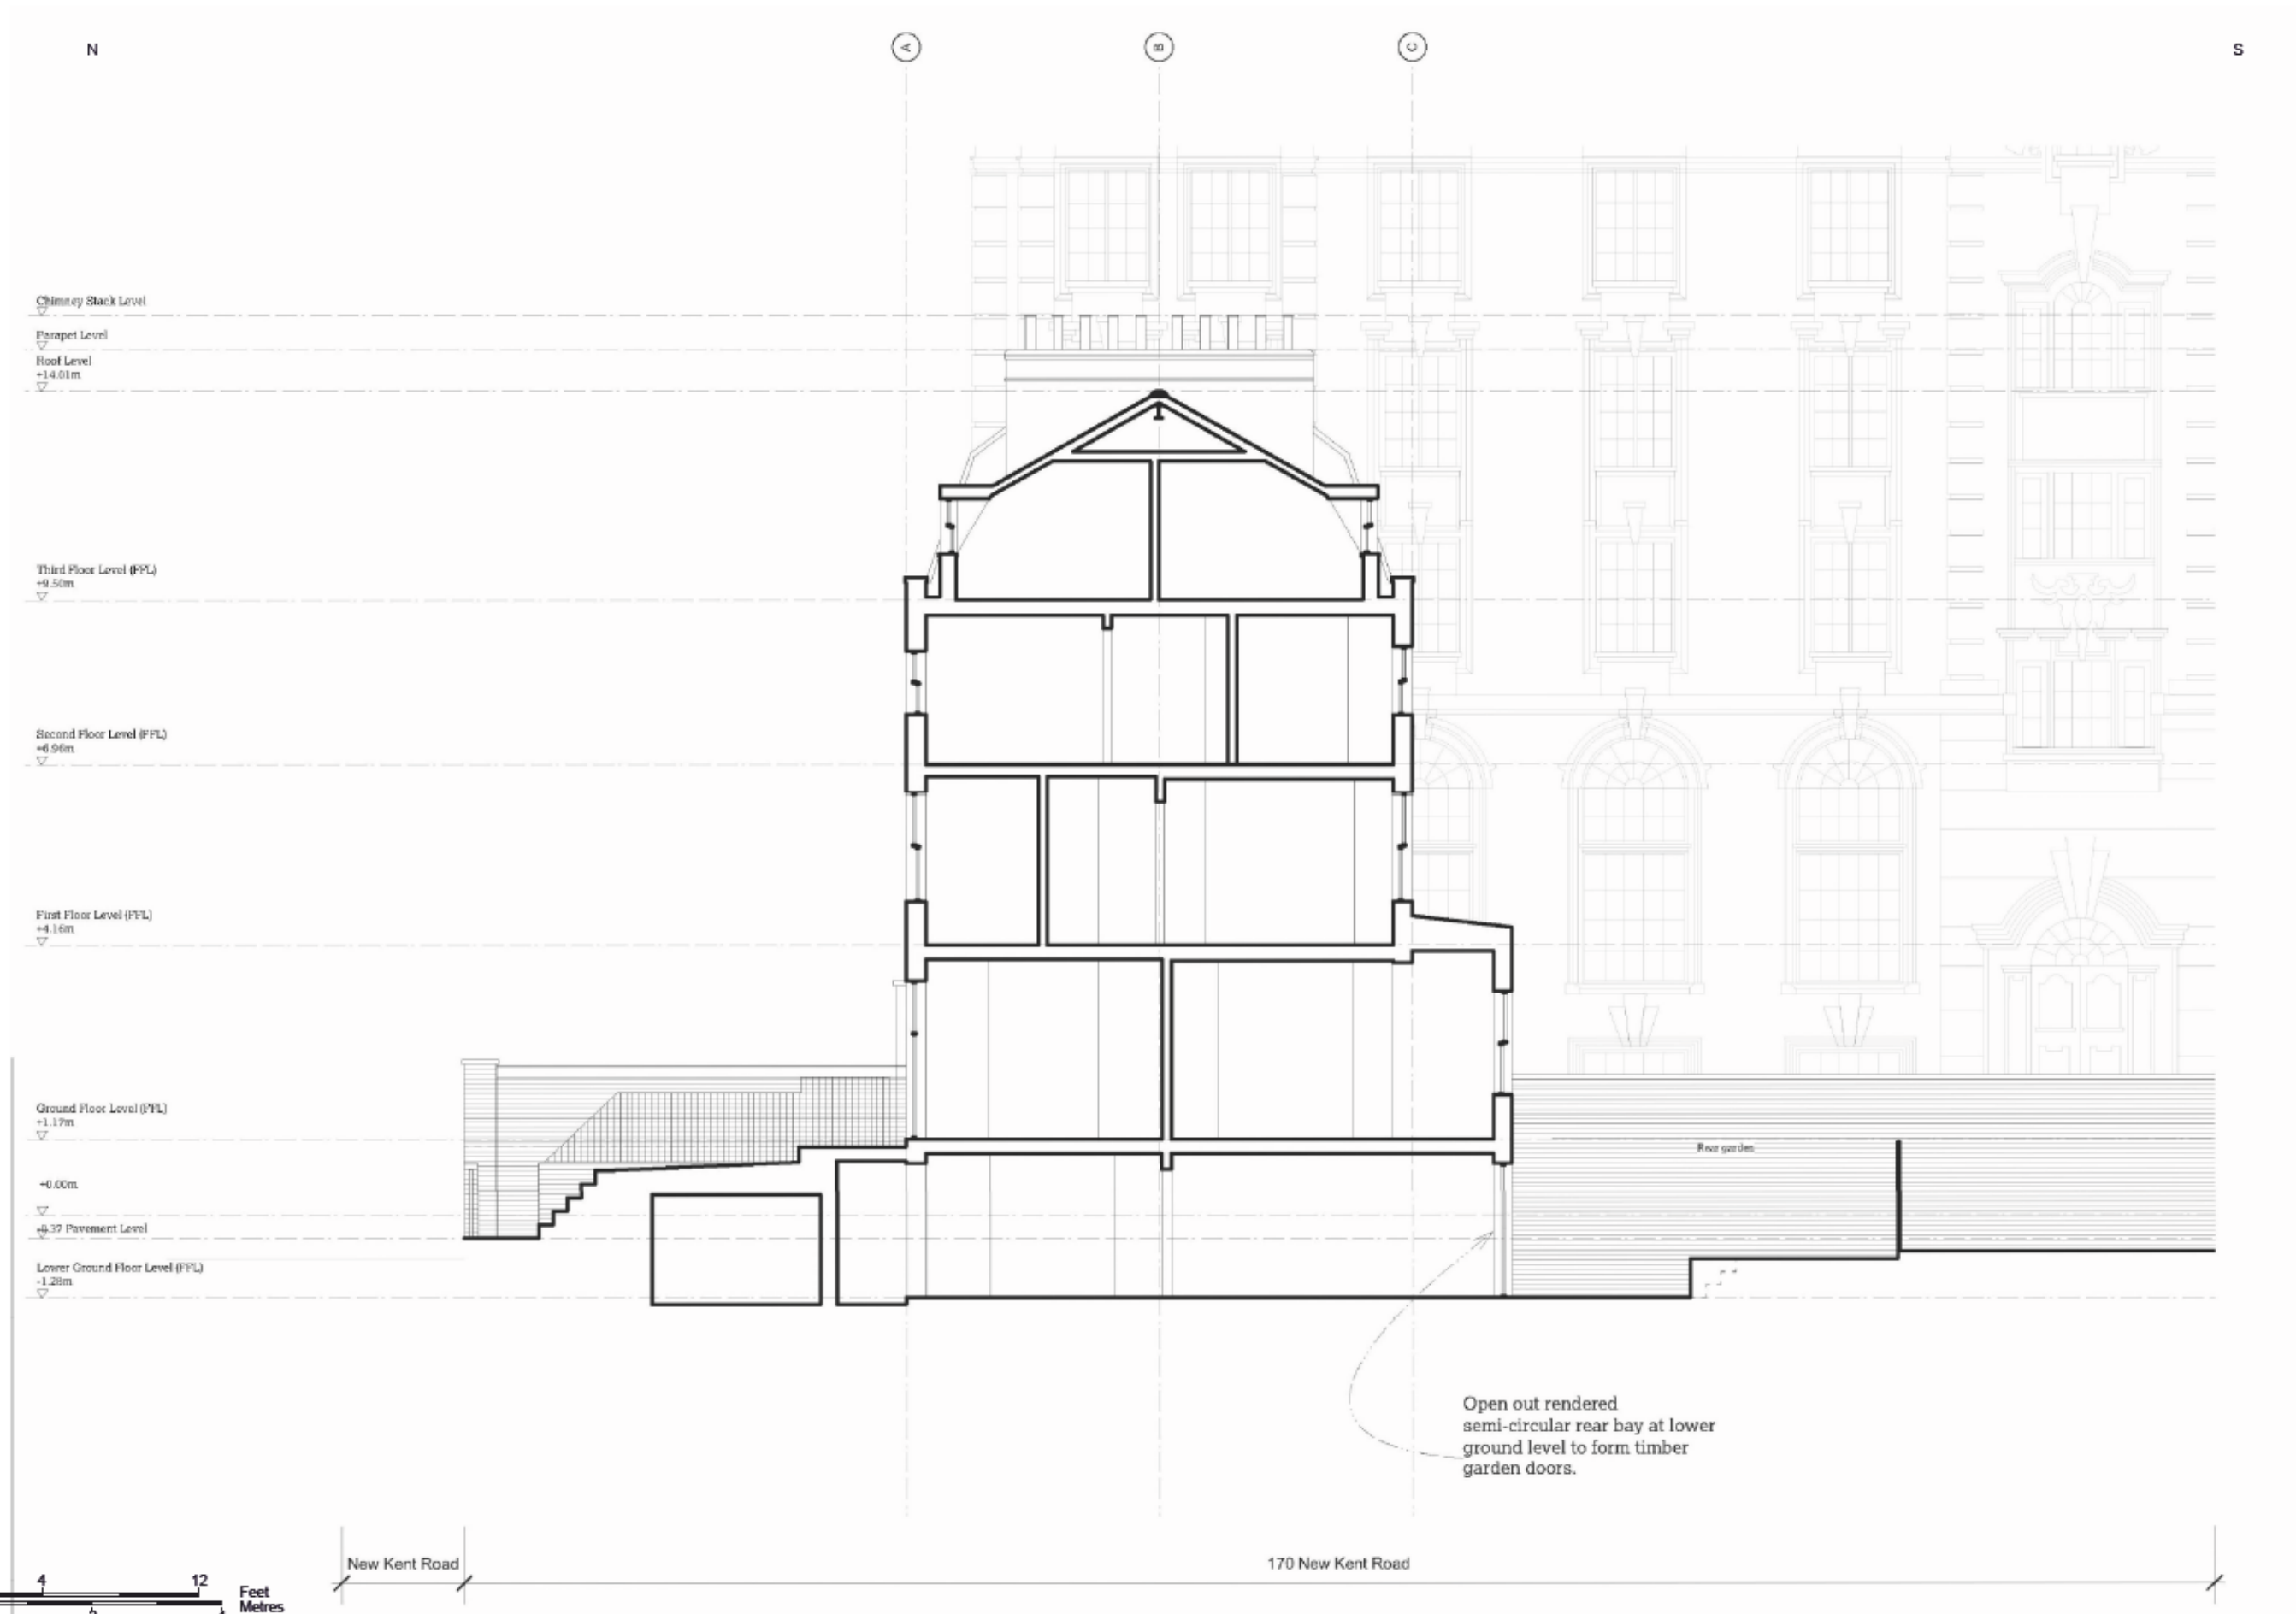 N
A
B
C
S
Chimney Stack Level
Parapet Level
Roof Level
+14.01m
Third Floor Level (FFL)
+9.50m
Second Floor Level (FFL)
+6.96m
First Floor Level (FFL)
+4.16m
Ground Floor Level (FFL)
+1.17m
Rear garden
+0.00m
Pavement Level
Lower Ground Floor Level (FFL)
-1.28m
Open out rendered
semi-circular rear bay at lower
ground level to form timber
garden doors.
New Kent Road
170 New Kent Road
4 12 Feet
Metres